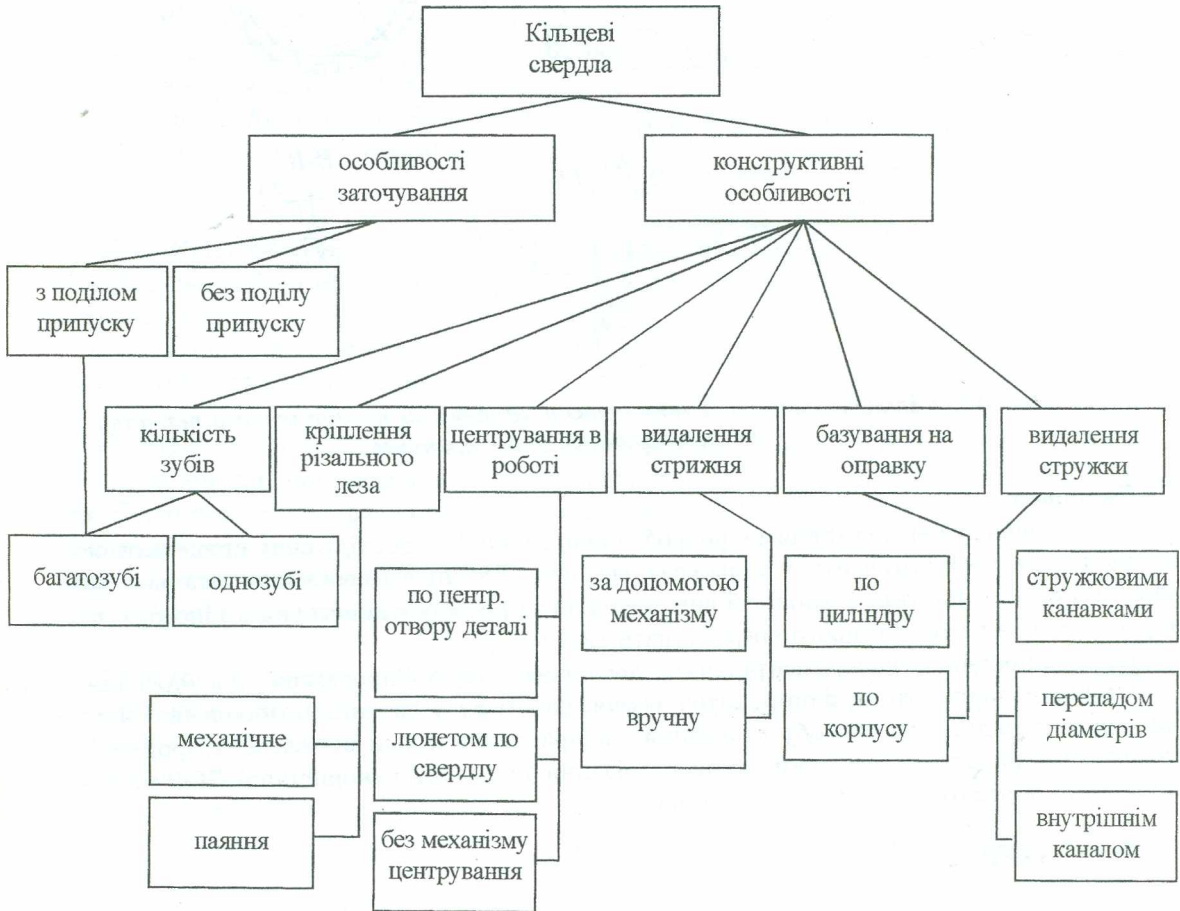 Кільцеві
свердла
особливості
заточування
конструктивні
особливості
з поділом
припуску
без поділу
припуску
кількість
зубів
кріплення
різального
леза
центрування в
роботі
видалення
стрижня
базування на
оправку
видалення
стружки
багатозубі
однозубі
по центр.
отвору деталі
за допомогою
механізму
по
циліндру
стружковими
канавками
механічне
люнетом по
свердлу
вручну
по
корпусу
перепадом
діаметрів
паяння
без механізму
центрування
внутрішнім
каналом